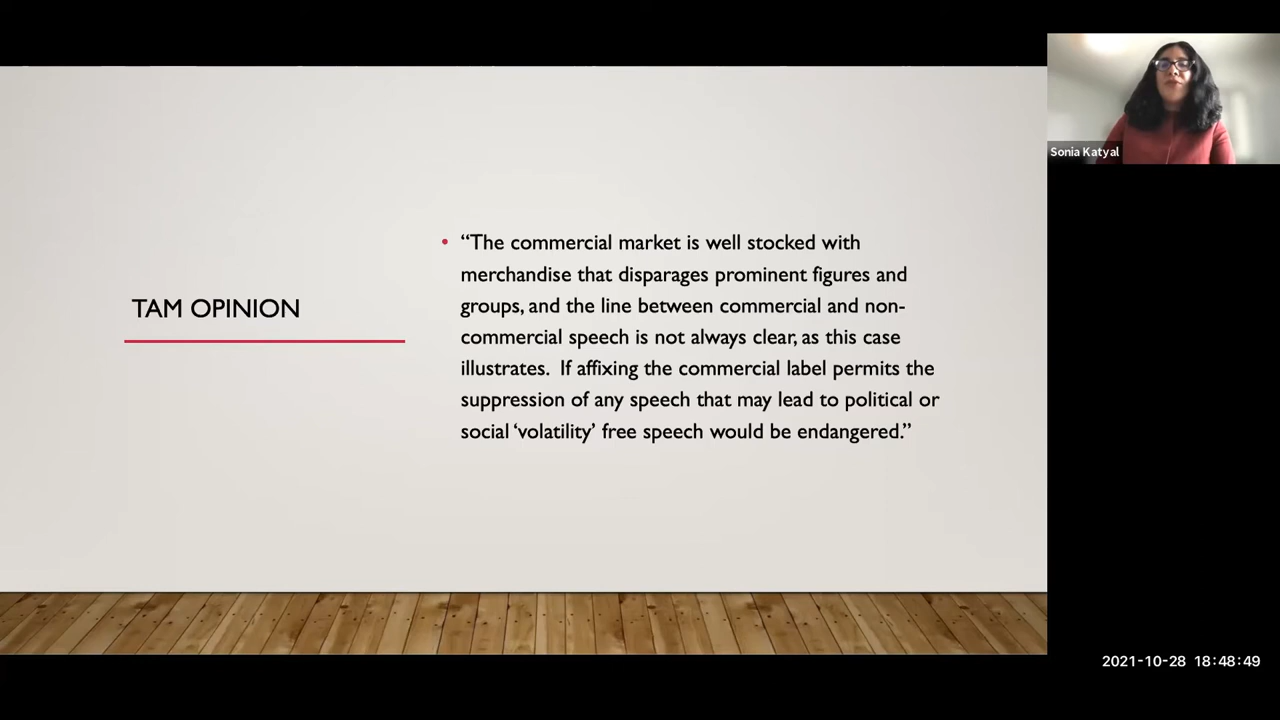 Sonia Katyal
TAM OPINION
• “The commercial market is well stocked with
merchandise that disparages prominent figures and
groups, and the line between commercial and non-
commercial speech is not always clear, as this case
illustrates.  If affixing the commercial label permits the
suppression of any speech that may lead to political or
social ‘volatility’ free speech would be endangered.”
2021-10-28 18:48:49